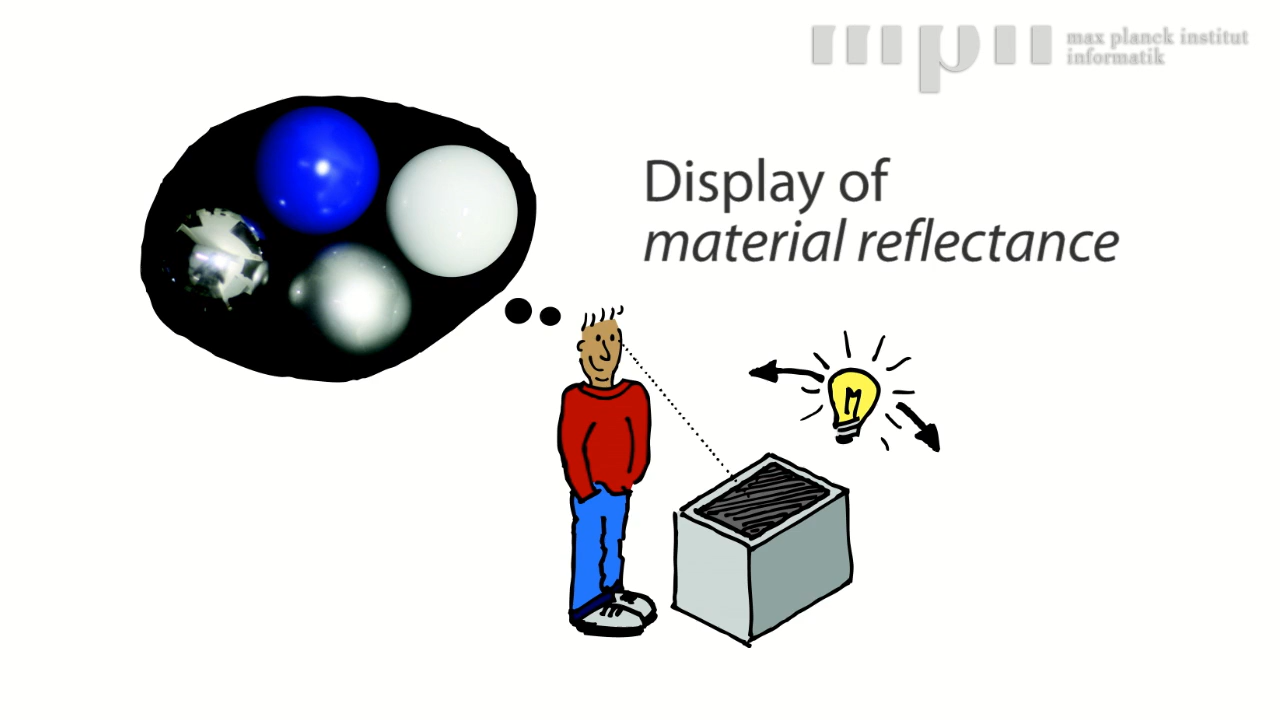 mpii
max planck institut
informatik
Display of
material reflectance